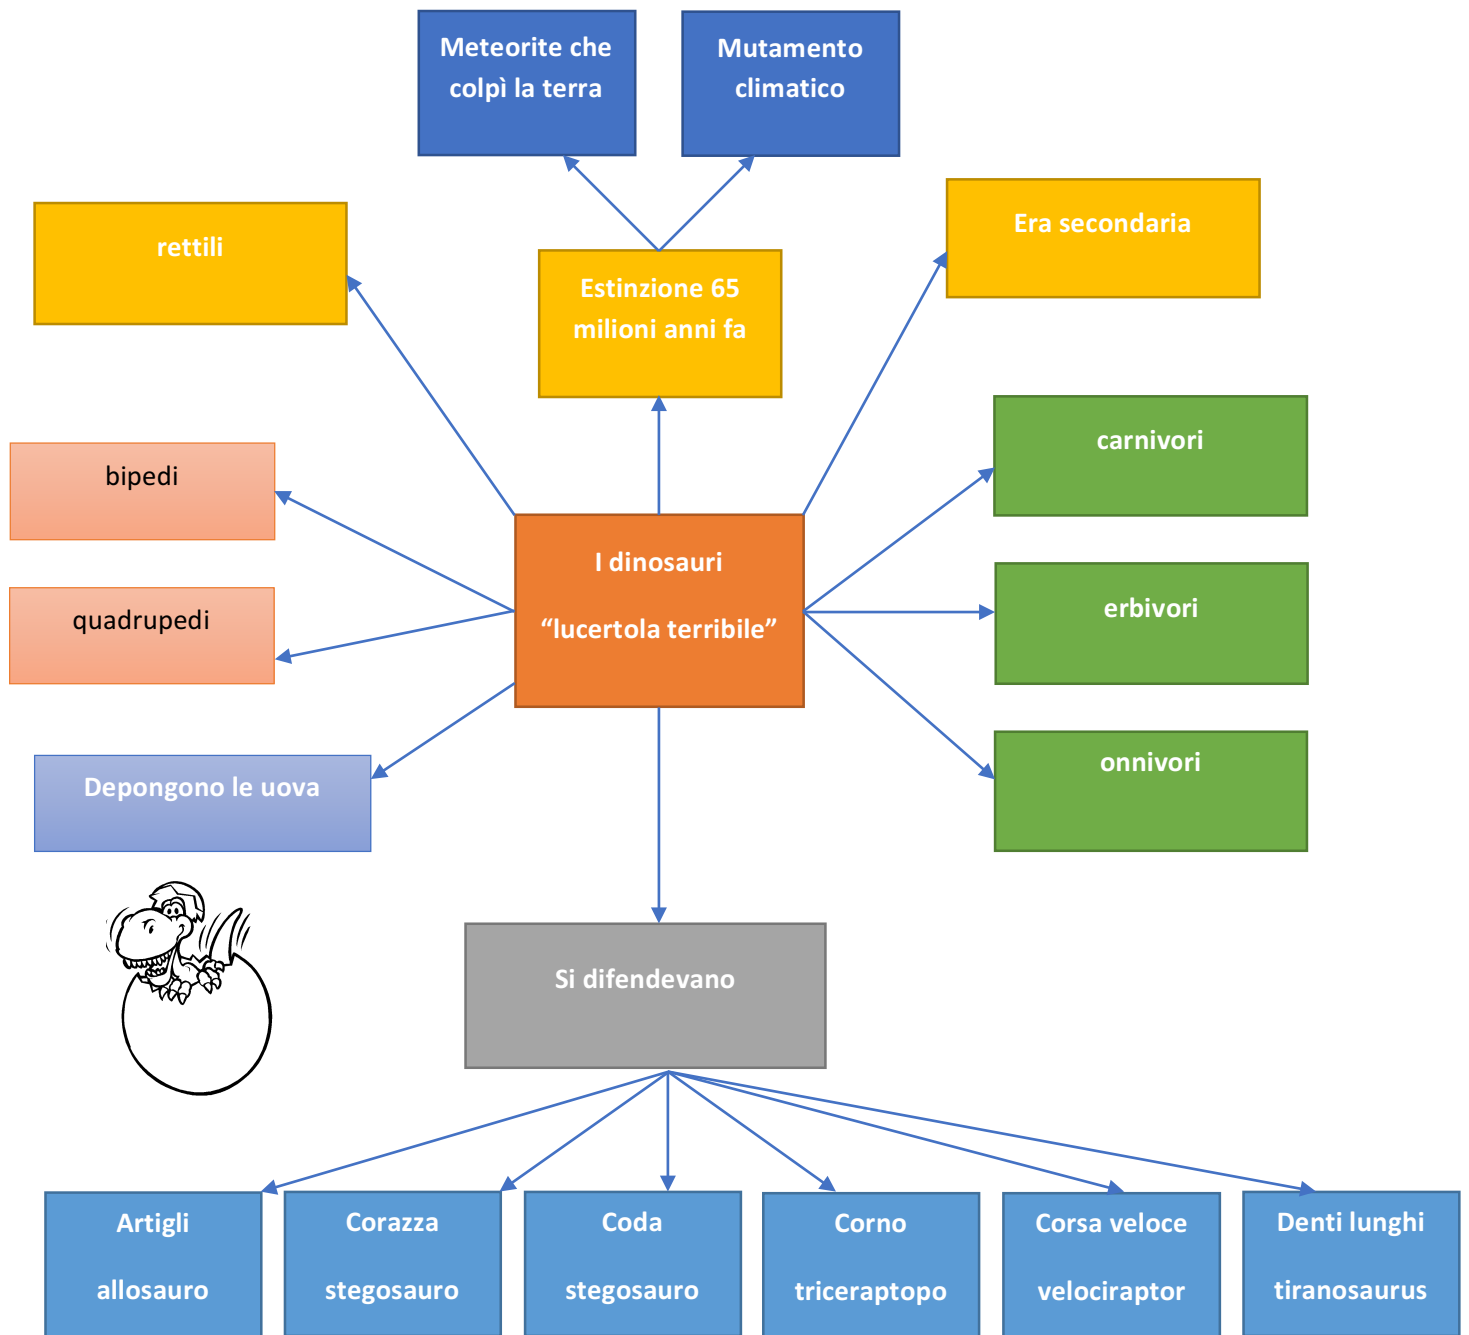 Meteorite che
colpì la terra
Mutamento
climatico
rettili
Estinzione 65
milioni anni fa
Era secondaria
bipedi
quadrupedi
Depongono le uova
I dinosauri
“lucertola terribile”
carnivori
erbivori
onnivori
Si difendevano
Artigli
allosauro
Corazza
stegosauro
Coda
stegosauro
Corno
triceraptopo
Corsa veloce
velociraptor
Denti lunghi
tiranosaurus